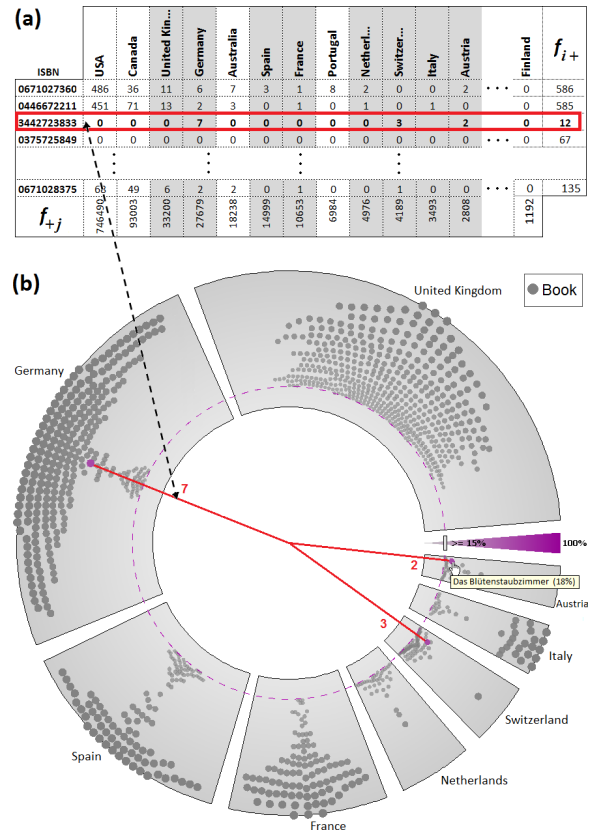 (a)
ISBN USA Canada United Kin... Germany Australia Spain France Portugal Netherl... Switzer... Italy Austria Finland f i+
0671027360 486 36 11 6 7 3 1 8 2 0 0 2 ··· 0 586
0446672211 451 71 13 2 3 0 1 0 1 0 1 0 0 585
3442723833 0 0 0 7 0 0 0 0 0 3 0 2 0 12
0375725849 0 0 0 0 0 0 0 0 0 0 0 0 0 67
0671028375 63 49 6 2 2 0 1 0 0 1 0 0 ··· 0 135
f +j 746490 93003 33200 27679 18238 14999 10653 6984 4976 4189 3493 2808 1192
(b)
United Kingdom
Book
Germany
7
>= 15% 100%
2
Das Blütenstaubzimmer (18%)
Austria
3
Italy
Switzerland
Spain
Netherlands
France